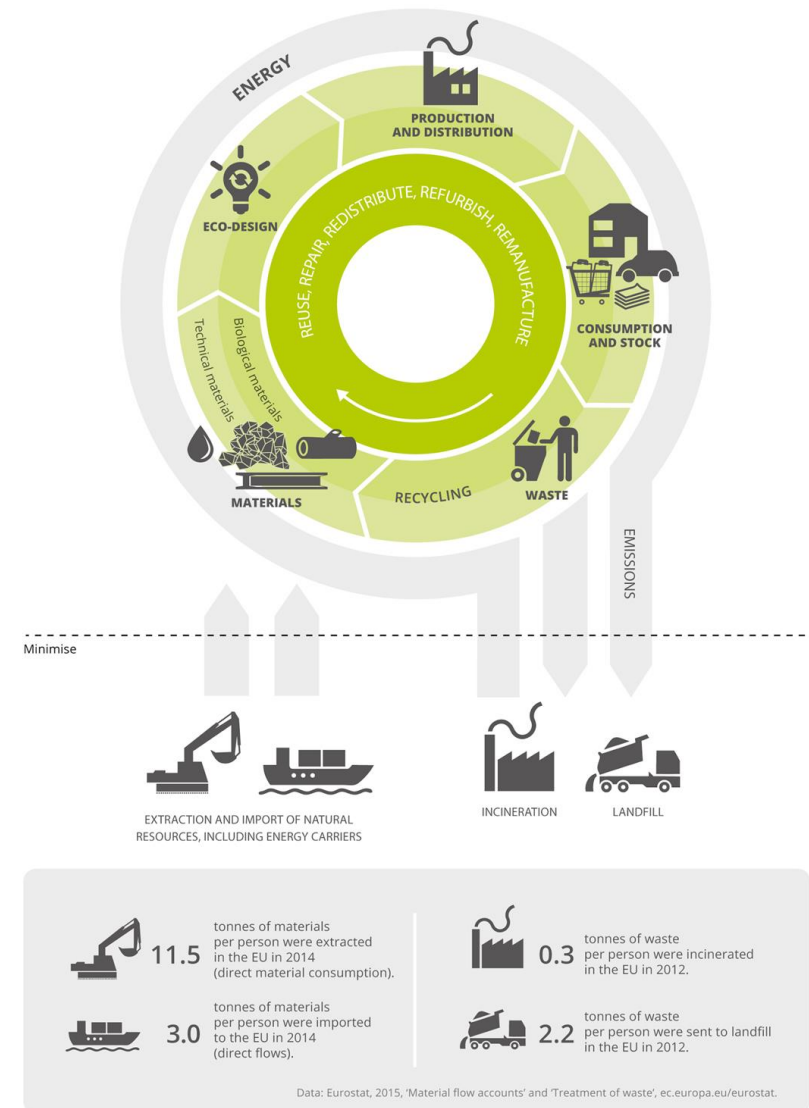 ENERGY
PRODUCTION
AND DISTRIBUTION
ECO-DESIGN
REUSE, REPAIR, REDISTRIBUTE, REFURBISH, REMANUFACTURE
CONSUMPTION
AND STOCK
Technical materials
Biological materials
MATERIALS
RECYCLING
WASTE
EMISSIONS
Minimise
EXTRACTION AND IMPORT OF NATURAL
RESOURCES, INCLUDING ENERGY CARRIERS
INCINERATION
LANDFILL
11.5
tonnes of materials
per person were extracted
in the EU in 2014
(direct material consumption).
3.0
tonnes of materials
per person were imported
to the EU in 2014
(direct flows).
0.3
tonnes of waste
per person were incinerated
in the EU in 2012.
2.2
tonnes of waste
per person were sent to landfill
in the EU in 2012.
Data: Eurostat, 2015, ‘Material flow accounts’ and ‘Treatment of waste’, ec.europa.eu/eurostat.